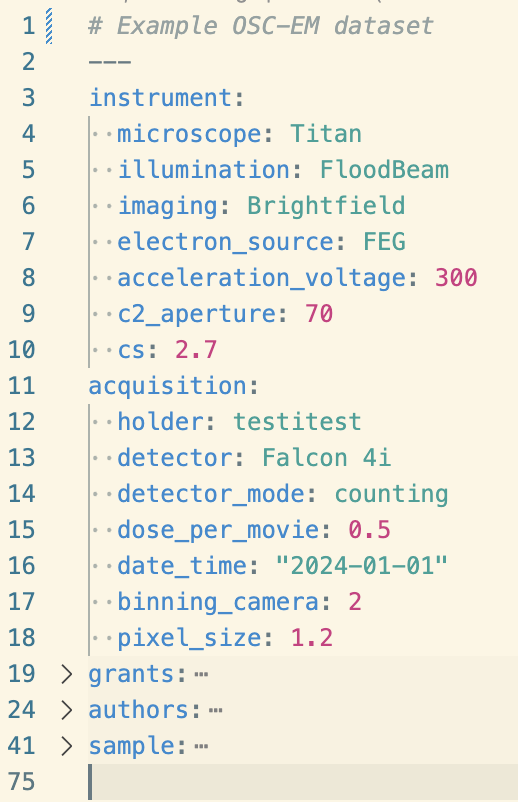 1 # Example OSC-EM dataset
2 ---
3 instrument:
4 ··microscope: Titan
5 ··illumination: FloodBeam
6 ··imaging: Brightfield
7 ··electron_source: FEG
8 ··acceleration_voltage: 300
9 ··c2_aperture: 70
10 ··cs: 2.7
11 acquisition:
12 ··holder: testitest
13 ··detector: Falcon 4i
14 ··detector_mode: counting
15 ··dose_per_movie: 0.5
16 ··date_time: "2024-01-01"
17 ··binning_camera: 2
18 ··pixel_size: 1.2
19 > grants:⋯
24 > authors:⋯
41 > sample:⋯
75